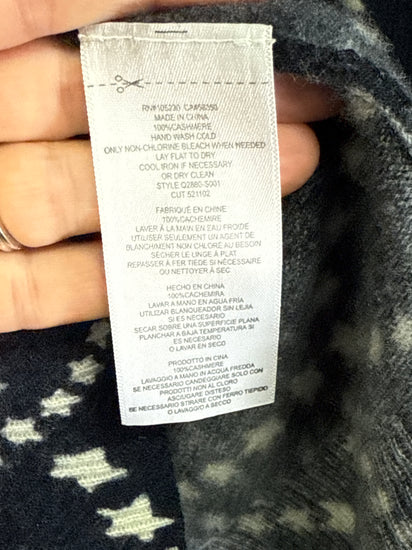 RN#105230 CA#58350
MADE IN CHINA
100%CASHMERE
HAND WASH COLD
ONLY NON-CHLORINE BLEACH WHEN NEEDED
LAY FLAT TO DRY
COOL IRON IF NECESSARY
OR DRY CLEAN
STYLE Q2880-S001
CUT 521102
FABRIQUÉ EN CHINE
100%CACHEMIRE
LAVER À LA MAIN EN EAU FROIDE
UTILISER SEULEMENT UN AGENT DE
BLANCHIMENT NON CHLORÉ AU BESOIN
SÉCHER LE LINGE À PLAT
REPASSER À FER TIÈDE SI NÉCESSAIRE
OU NETTOYER À SEC
HECHO EN CHINA
100%CACHEMIRA
LAVAR A MANO EN AGUA FRÍA
UTILIZAR BLANQUEADOR SIN LEJÍA
SI ES NECESARIO
SECAR SOBRE UNA SUPERFICIE PLANA
PLANCHAR A BAJA TEMPERATURA SI
ES NECESARIO
O LAVAR EN SECO
PRODOTTO IN CINA
100%CASHMERE
LAVAGGIO A MANO IN ACQUA FREDDA
SE NECESSARIO CANDEGGIARE SOLO CON
PRODOTTI NON AL CLORO
ASCIUGARE DISTESO
SE NECESSARIO STIRARE CON FERRO TIEPIDO
O LAVAGGIO A SECCO